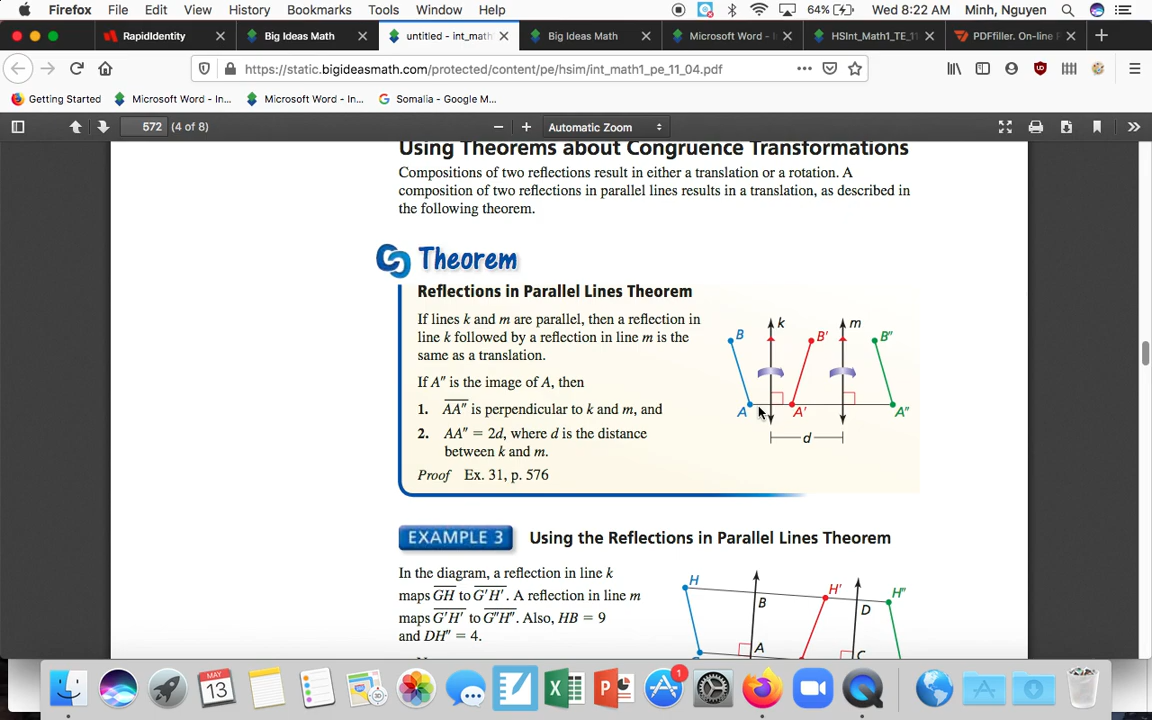 Firefox File Edit View History Bookmarks Tools Window Help 64% Wed 8:22 AM Minh, Nguyen
RapidIdentity Big Ideas Math untitled - int_math Big Ideas Math Microsoft Word - In HSInt_Math1_TE_11 PDFfiller. On-line F
https://static.bigideasmath.com/protected/content/pe/hsim/int_math1_pe_11_04.pdf
Getting Started Microsoft Word - In... Microsoft Word - In... Somalia - Google M...
572 (4 of 8) Automatic Zoom
Using Theorems about Congruence Transformations
Compositions of two reflections result in either a translation or a rotation. A
composition of two reflections in parallel lines results in a translation, as described in
the following theorem.
Theorem
Reflections in Parallel Lines Theorem
If lines k and m are parallel, then a reflection in
line k followed by a reflection in line m is the
same as a translation.
If A″ is the image of A, then
1. AA″ is perpendicular to k and m, and
2. AA″ = 2d, where d is the distance
between k and m.
Proof Ex. 31, p. 576
B k B′ m B″
A A′ A″
d
EXAMPLE 3 Using the Reflections in Parallel Lines Theorem
In the diagram, a reflection in line k
maps GH to G′H′. A reflection in line m
maps G′H′ to G″H″. Also, HB = 9
and DH″ = 4.
H B H′ D H″
A C
MAY
13
30
1